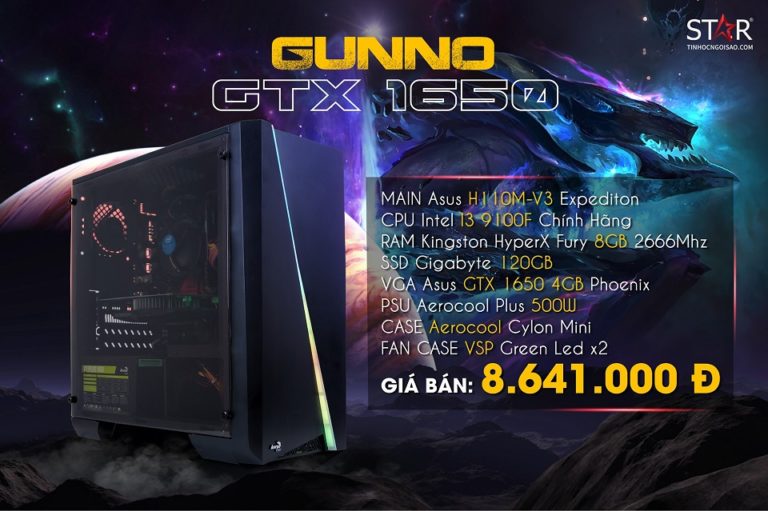 GUNNO
GTX 1650
STAR
TINHOCNGOISAO.COM
MAIN Asus H110M-V3 Expediton
CPU Intel I3 9100F Chính Hãng
RAM Kingston HyperX Fury 8GB 2666Mhz
SSD Gigabyte 120GB
VGA Asus GTX 1650 4GB Phoenix
PSU Aerocool Plus 500W
CASE Aerocool Cylon Mini
FAN CASE VSP Green Led x2
GIÁ BÁN: 8.641.000 Đ